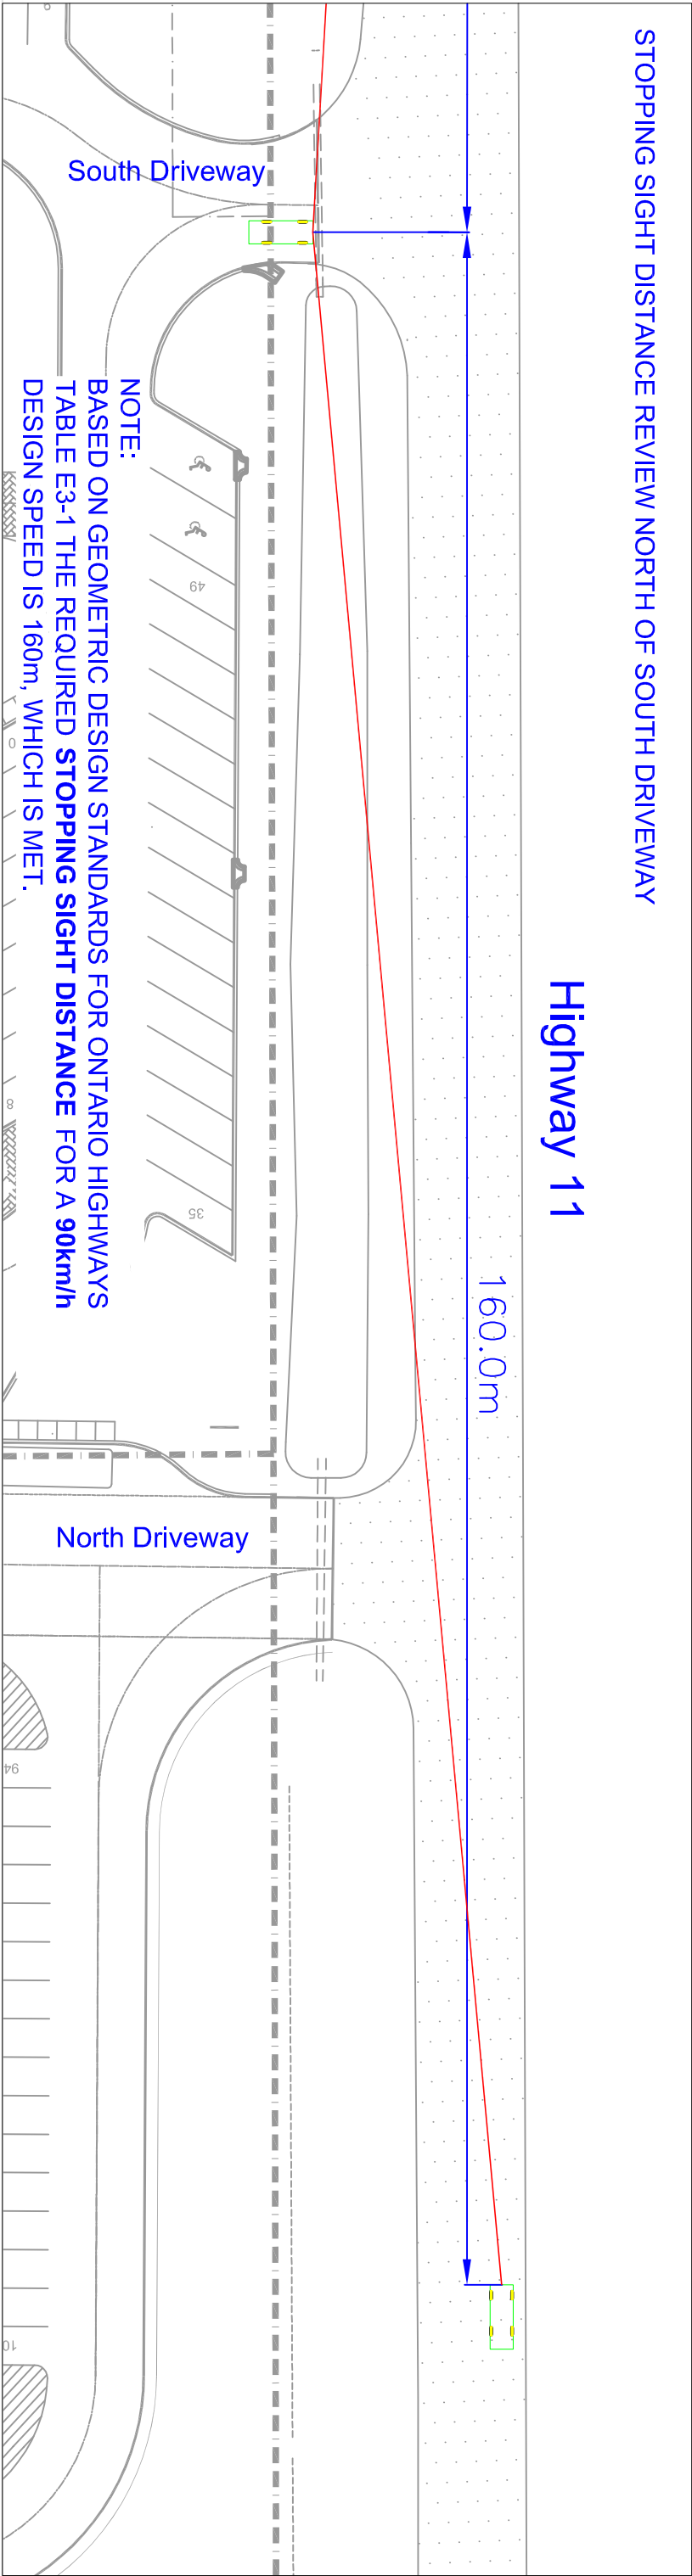 STOPPING SIGHT DISTANCE REVIEW NORTH OF SOUTH DRIVEWAY
Highway 11
160.0m
South Driveway
North Driveway
NOTE:
BASED ON GEOMETRIC DESIGN STANDARDS FOR ONTARIO HIGHWAYS
TABLE E3-1 THE REQUIRED STOPPING SIGHT DISTANCE FOR A 90km/h
DESIGN SPEED IS 160m, WHICH IS MET.
49
35
8
94